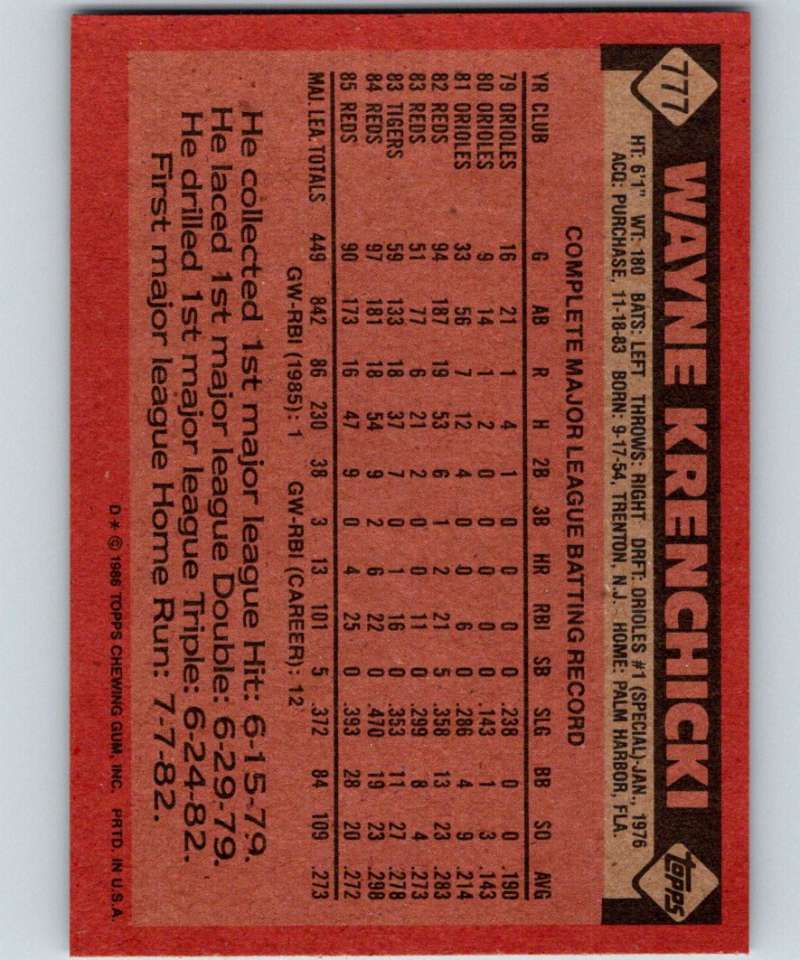 777 WAYNE KRENCHICKI topps
HT: 6'1" WT: 180 BATS: LEFT THROWS: RIGHT DRFT: ORIOLES #1 (SPECIAL)-JAN., 1976
ACQ: PURCHASE, 11-18-83 BORN: 9-17-54, TRENTON, N.J. HOME: PALM HARBOR, FLA.
COMPLETE MAJOR LEAGUE BATTING RECORD
YR CLUB G AB R H 2B 3B HR RBI SB SLG BB SO AVG
79 ORIOLES 16 21 1 4 1 0 0 0 0 .238 0 0 .190
80 ORIOLES 9 14 1 2 0 0 0 0 0 .143 1 3 .143
81 ORIOLES 33 56 7 12 4 0 0 6 0 .286 4 9 .214
82 REDS 94 187 19 53 6 1 2 21 5 .358 13 23 .283
83 REDS 51 77 6 21 2 0 0 11 0 .299 8 4 .273
83 TIGERS 59 133 18 37 7 0 1 16 0 .353 11 27 .278
84 REDS 97 181 18 54 9 2 6 22 0 .470 19 23 .298
85 REDS 90 173 16 47 9 0 4 25 0 .393 28 20 .272
MAJ. LEA. TOTALS 449 842 86 230 38 3 13 101 5 .372 84 109 .273
GW-RBI (1985): 1 GW-RBI (CAREER): 12
He collected 1st major league Hit: 6-15-79.
He laced 1st major league Double: 6-29-79.
He drilled 1st major league Triple: 6-24-82.
First major league Home Run: 7-7-82.
D * © 1986 TOPPS CHEWING GUM, INC. PRTD. IN U.S.A.